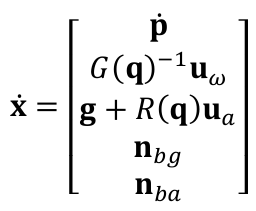 ẋ = [
ṗ
G(q)⁻¹u_ω
g + R(q)u_a
n_bg
n_ba
]